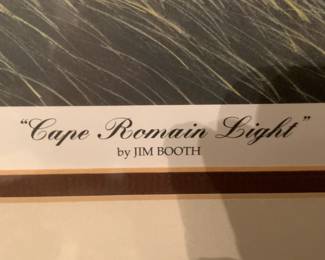 "Cape Romain Light"
by JIM BOOTH